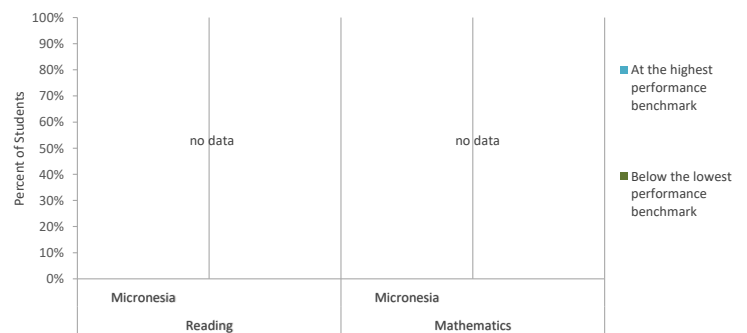 100%
90%
80%
70%
60%
50%
40%
30%
20%
10%
0%
Percent of Students
no data
no data
Micronesia
Micronesia
Reading
Mathematics
At the highest
performance
benchmark
Below the lowest
performance
benchmark